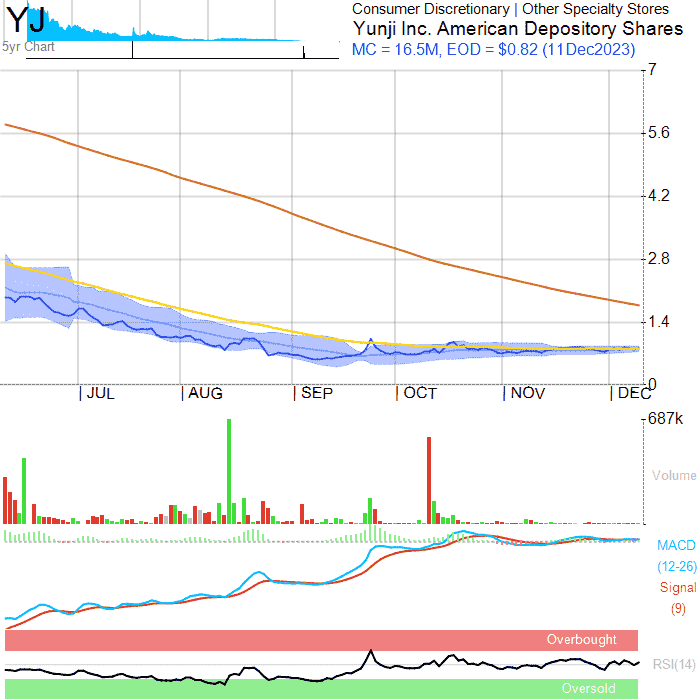 YJ
Consumer Discretionary | Other Specialty Stores
Yunji Inc. American Depository Shares
MC = 16.5M, EOD = $0.82 (11Dec2023)
5yr Chart
7
5.6
4.2
2.8
1.4
0
JUL
AUG
SEP
OCT
NOV
DEC
687k
Volume
MACD
(12-26)
Signal
(9)
Overbought
RSI(14)
Oversold